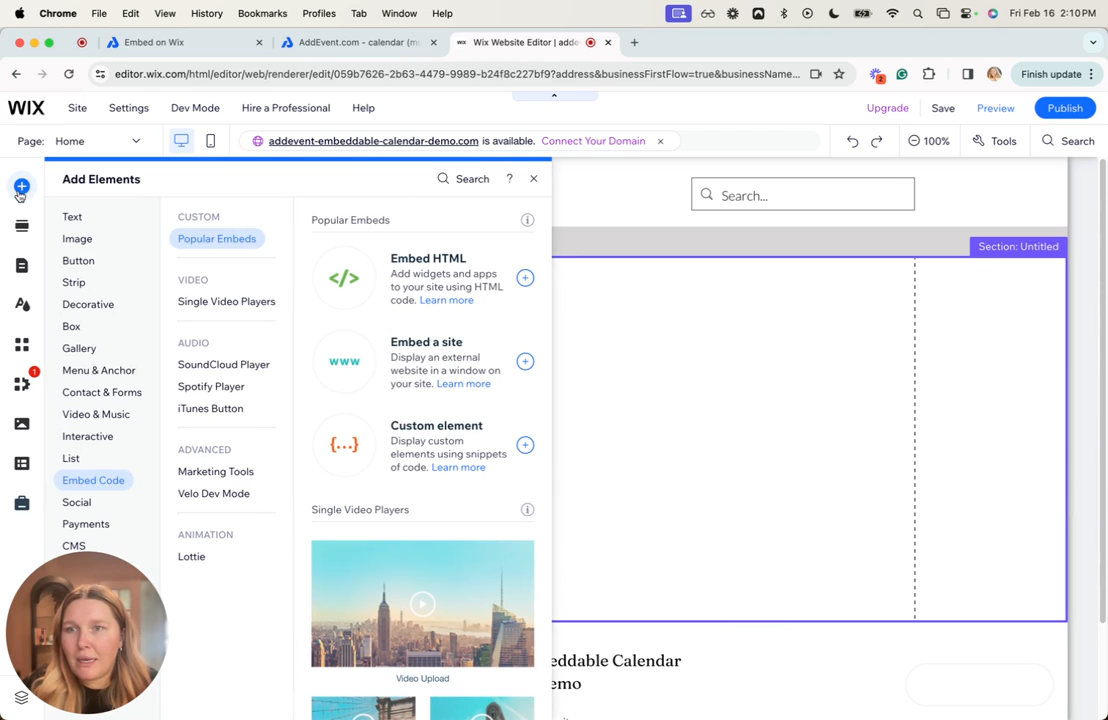 Chrome File Edit View History Bookmarks Profiles Tab Window Help Fri Feb 16 2:10 PM
Embed on Wix AddEvent.com - calendar (m Wix Website Editor | adde
editor.wix.com/html/editor/web/renderer/edit/059b7626-2b63-4479-9989-b24f8c227bf9?address&businessFirstFlow=true&businessName... 2 Finish update
WIX Site Settings Dev Mode Hire a Professional Help Upgrade Save Preview Publish
Page: Home addevent-embeddable-calendar-demo.com is available. Connect Your Domain 100% Tools Search
Add Elements Search ?
Search...
Text
Image
Button
Strip
Decorative
Box
Gallery
Menu & Anchor
Contact & Forms
Video & Music
Interactive
List
Embed Code
Social
Payments
CMS
1
CUSTOM
Popular Embeds
VIDEO
Single Video Players
AUDIO
SoundCloud Player
Spotify Player
iTunes Button
ADVANCED
Marketing Tools
Velo Dev Mode
ANIMATION
Lottie
Popular Embeds
</>
Embed HTML
Add widgets and apps
to your site using HTML
code. Learn more
www
Embed a site
Display an external
website in a window on
your site. Learn more
{...}
Custom element
Display custom
elements using snippets
of code. Learn more
Single Video Players
Video Upload
Section: Untitled
eddable Calendar
emo